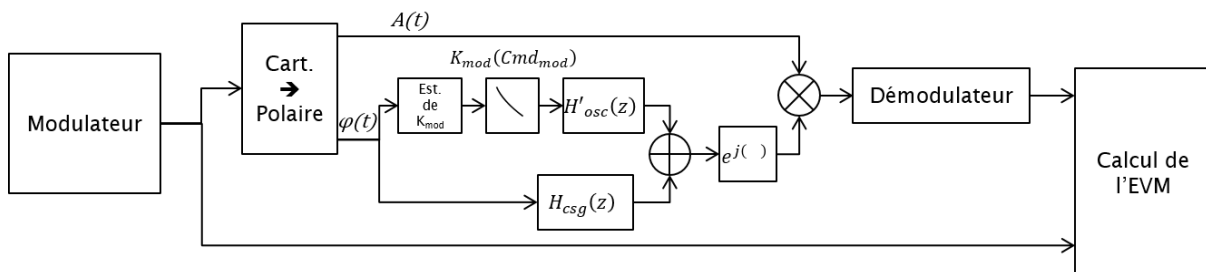 A(t)
K_mod(Cmd_mod)
Modulateur
Cart.
➔
Polaire
φ(t)
Est.
de
K_mod
H'_osc(z)
e^{j( )}
H_csg(z)
Démodulateur
Calcul de
l'EVM